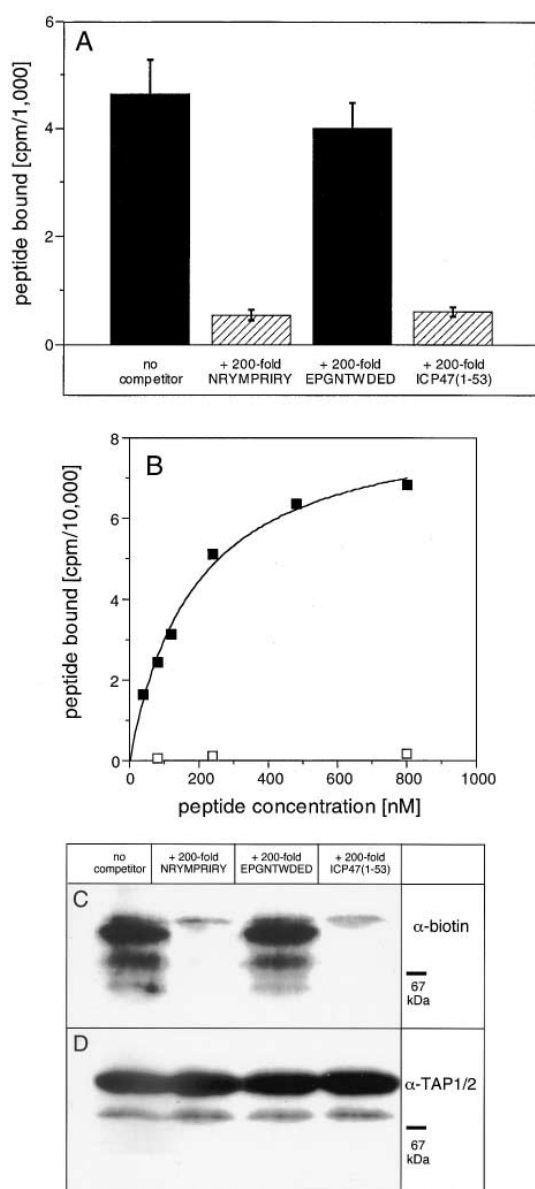 A
6
4
2
0
peptide bound [cpm/1,000]
no
competitor
+ 200-fold
NRYMPRIRY
+ 200-fold
EPGNTWDED
+ 200-fold
ICP47(1-53)
B
8
6
4
2
0
peptide bound [cpm/10,000]
0 200 400 600 800 1000
peptide concentration [nM]
no
competitor
+ 200-fold
NRYMPRIRY
+ 200-fold
EPGNTWDED
+ 200-fold
ICP47(1-53)
C
α-biotin
67
kDa
D
α-TAP1/2
67
kDa